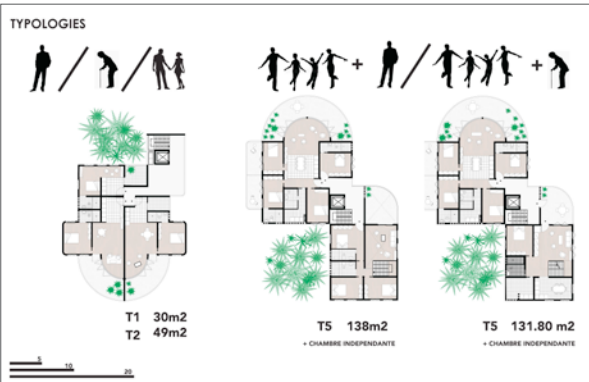 TYPOLOGIES
+
+
T1 30m2
T2 49m2
T5 138m2
+ CHAMBRE INDEPENDANTE
T5 131.80 m2
+ CHAMBRE INDEPENDANTE
5
10
20